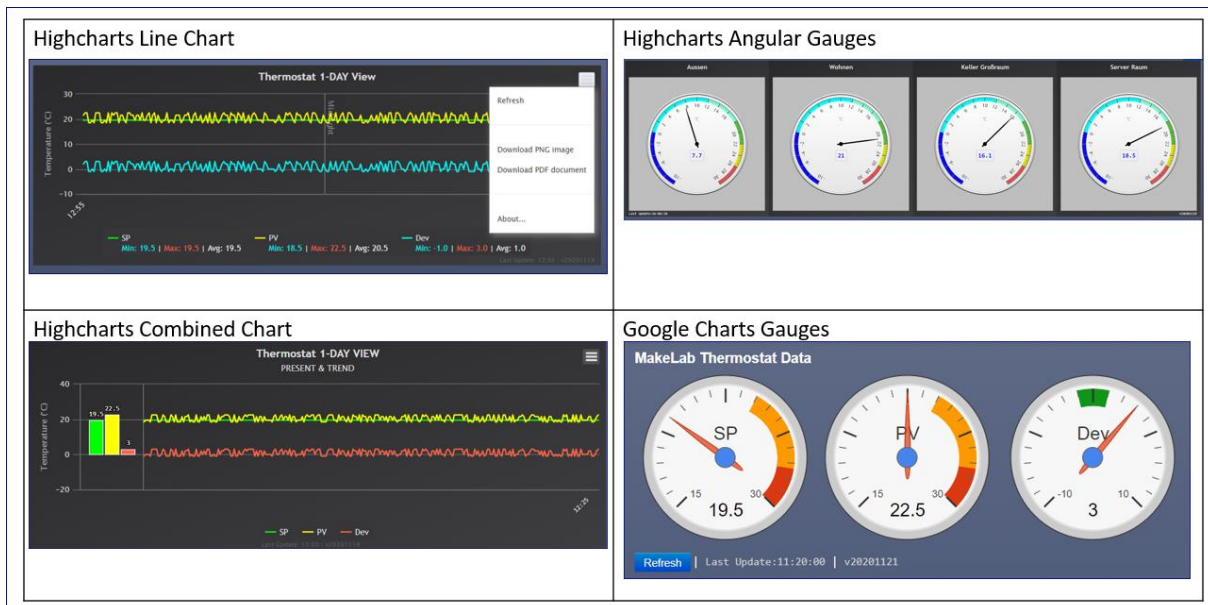 Highcharts Line Chart
Thermostat 1-DAY View
Temperature (°C)
30
20
10
0
-10
12:55
Midnight
Refresh
Download PNG image
Download PDF document
About...
SP PV Dev
Min: 19.5 | Max: 19.5 | Avg: 19.5 Min: 18.5 | Max: 22.5 | Avg: 20.5 Min: -1.0 | Max: 3.0 | Avg: 1.0
Highcharts Angular Gauges
Aussen Wohnen Keller Großraum Server Raum
°C °C °C °C
7.7 21 16.1 18.5
Highcharts Combined Chart
Thermostat 1-DAY VIEW
PRESENT & TREND
Temperature (°C)
40
20
0
-20
19.5 22.5 3
12:25
SP PV Dev
Google Charts Gauges
MakeLab Thermostat Data
SP PV Dev
15 30 15 30 -10 10
19.5 22.5 3
Refresh | Last Update:11:20:00 | v20201121